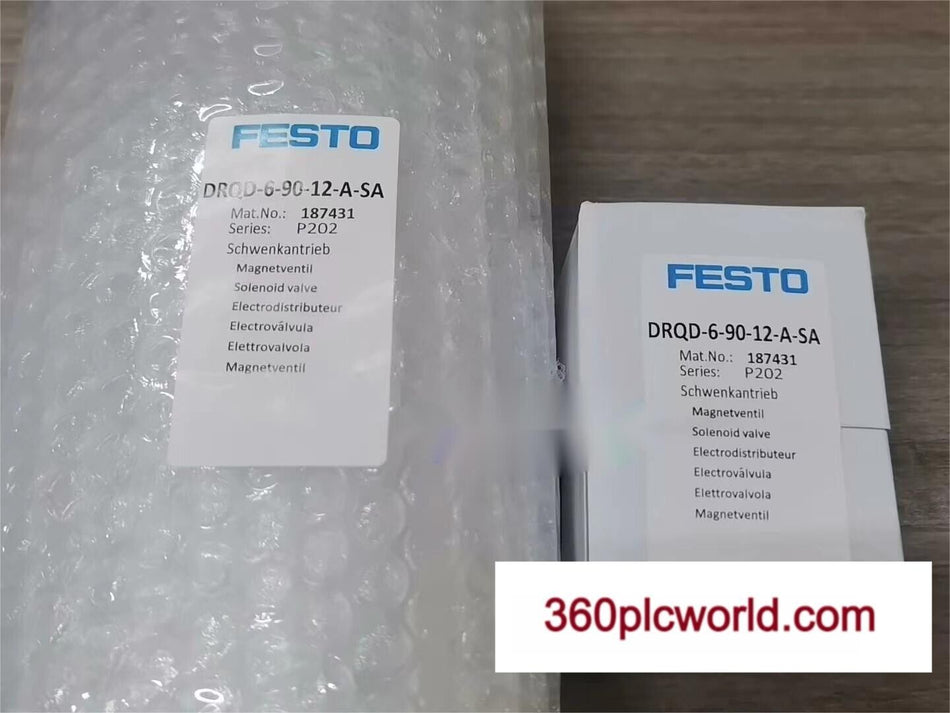 FESTO
DRQD-6-90-12-A-SA
Mat.No.: 187431
Series: P202
Schwenkantrieb
Magnetventil
Solenoid valve
Electrodistributeur
Electroválvula
Elettrovalvola
Magnetventil
FESTO
DRQD-6-90-12-A-SA
Mat.No.: 187431
Series: P202
Schwenkantrieb
Magnetventil
Solenoid valve
Electrodistributeur
Electroválvula
Elettrovalvola
Magnetventil
360plcworld.com